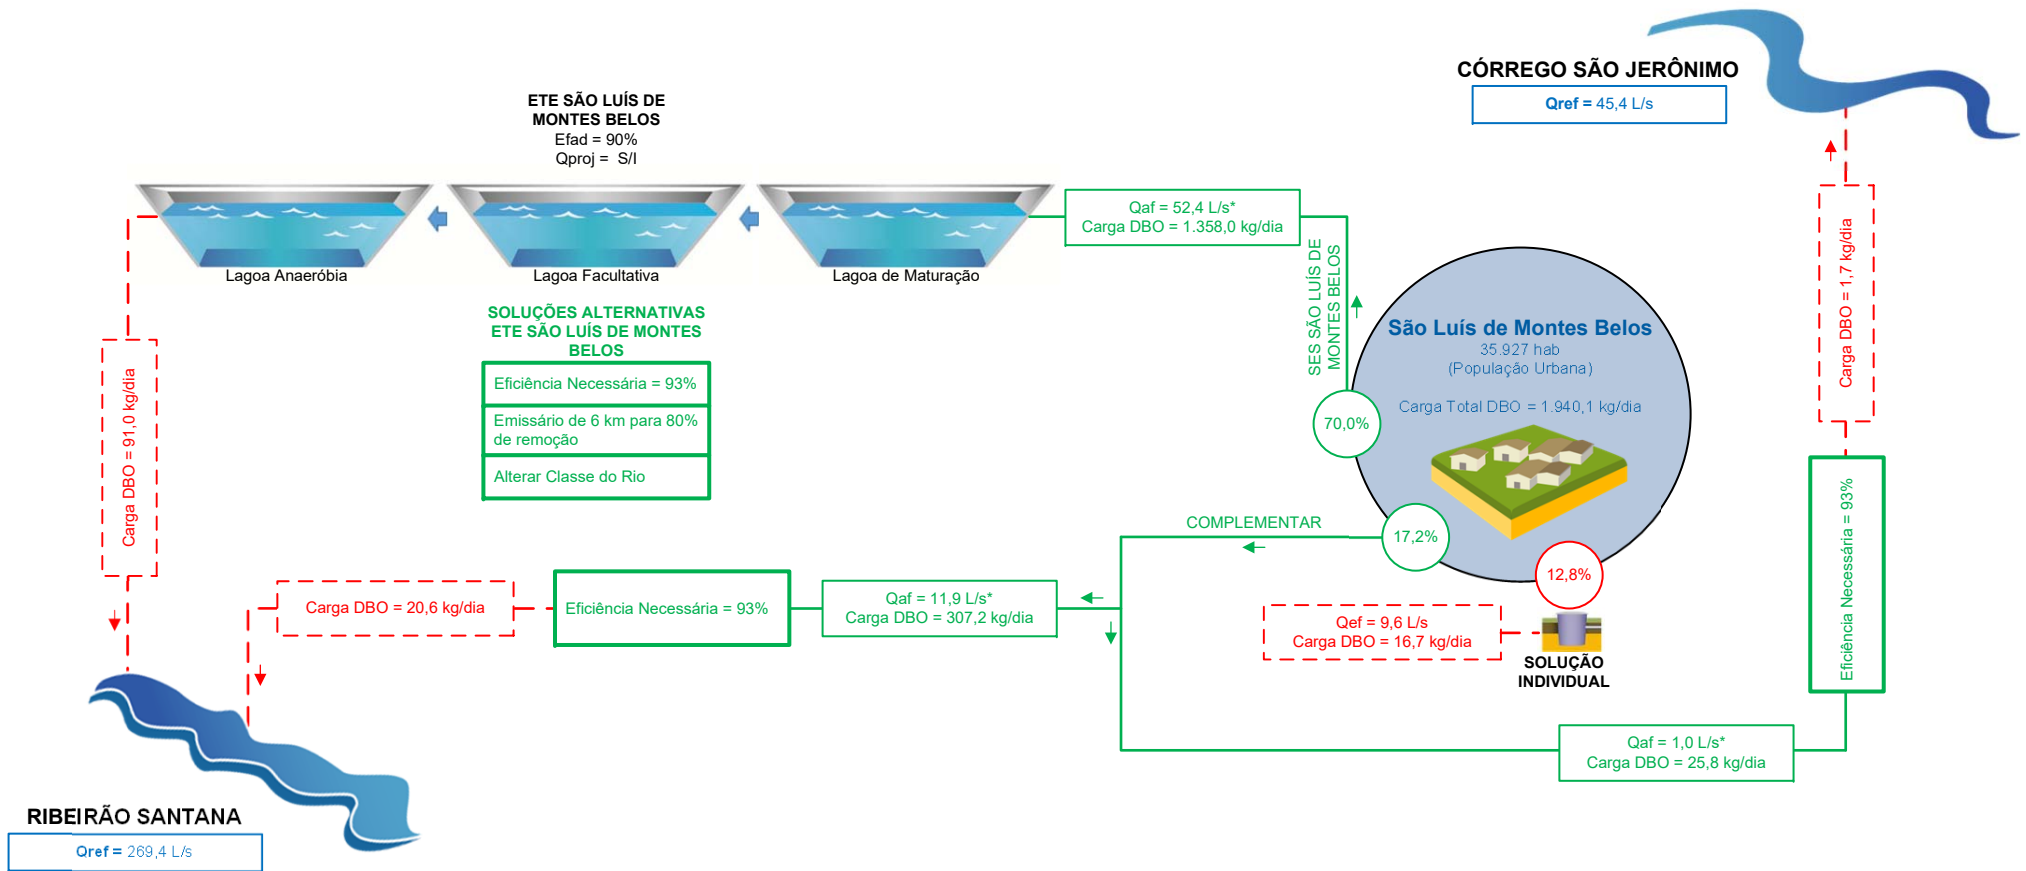 CÓRREGO SÃO JERÔNIMO
Qref = 45,4 L/s
ETE SÃO LUÍS DE
MONTES BELOS
Efad = 90%
Qproj = S/I
Lagoa Anaeróbia
Lagoa Facultativa
Lagoa de Maturação
Qaf = 52,4 L/s*
Carga DBO = 1.358,0 kg/dia
SES SÃO LUÍS DE
MONTES BELOS
Carga DBO = 1,7 kg/dia
SOLUÇÕES ALTERNATIVAS
ETE SÃO LUÍS DE MONTES
BELOS
Eficiência Necessária = 93%
Emissário de 6 km para 80%
de remoção
Alterar Classe do Rio
São Luís de Montes Belos
35.927 hab
(População Urbana)
Carga Total DBO = 1.940,1 kg/dia
70,0%
17,2%
12,8%
Carga DBO = 91,0 kg/dia
COMPLEMENTAR
Carga DBO = 20,6 kg/dia
Eficiência Necessária = 93%
Qaf = 11,9 L/s*
Carga DBO = 307,2 kg/dia
Qef = 9,6 L/s
Carga DBO = 16,7 kg/dia
SOLUÇÃO
INDIVIDUAL
Eficiência Necessária = 93%
Qaf = 1,0 L/s*
Carga DBO = 25,8 kg/dia
RIBEIRÃO SANTANA
Qref = 269,4 L/s